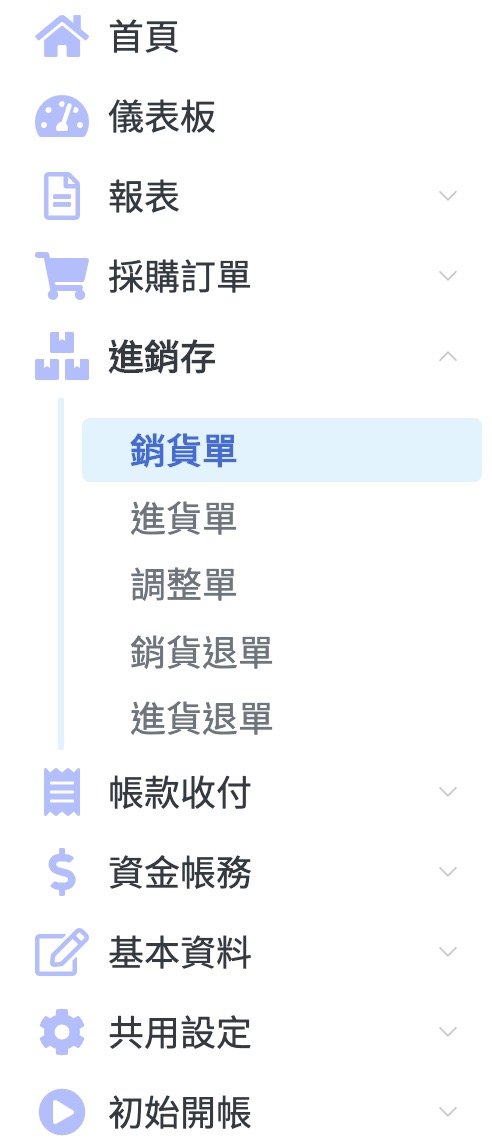 首頁
儀表板
報表
採購訂單
進銷存
銷貨單
進貨單
調整單
銷貨退單
進貨退單
帳款收付
資金帳務
基本資料
共用設定
初始開帳